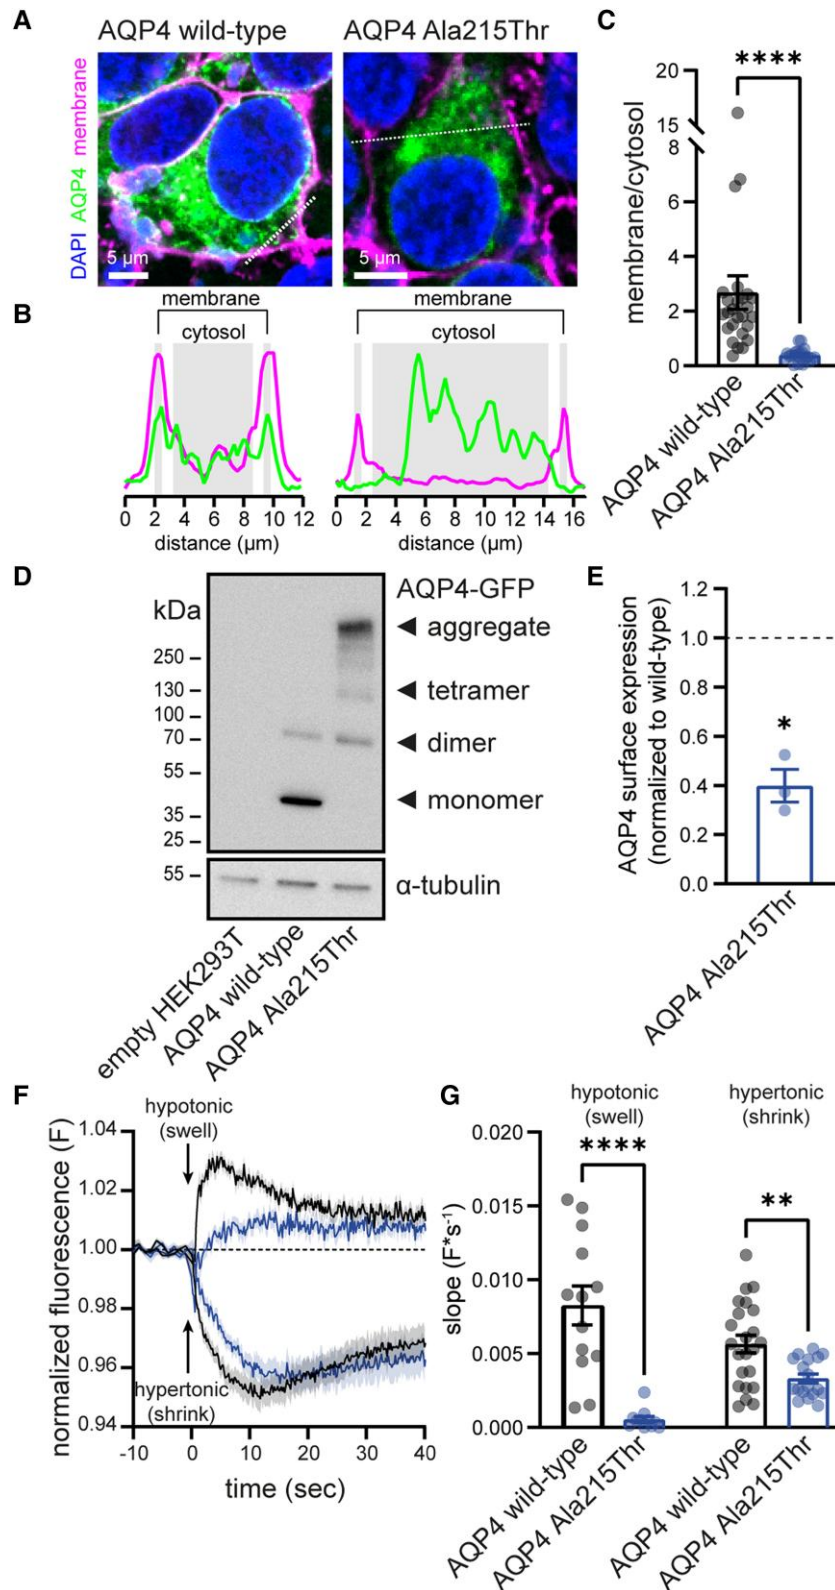 A
AQP4 wild-type
AQP4 Ala215Thr
DAPI AQP4 membrane
5 µm
5 µm
B
membrane
cytosol
membrane
cytosol
0 2 4 6 8 10 12
distance (µm)
0 2 4 6 8 10 12 14 16
distance (µm)
C
****
membrane/cytosol
20
15
8
6
4
2
0
AQP4 wild-type
AQP4 Ala215Thr
D
kDa
250
130
100
70
55
35
25
55
AQP4-GFP
aggregate
tetramer
dimer
monomer
α-tubulin
empty HEK293T
AQP4 wild-type
AQP4 Ala215Thr
E
AQP4 surface expression
(normalized to wild-type)
1.2
1.0
0.8
0.6
0.4
0.2
0.0
*
AQP4 Ala215Thr
F
hypotonic
(swell)
normalized fluorescence (F)
1.04
1.02
1.00
0.98
0.96
0.94
hypertonic
(shrink)
-10 0 10 20 30 40
time (sec)
G
hypotonic
(swell)
hypertonic
(shrink)
****
**
slope (F*s⁻¹)
0.020
0.015
0.010
0.005
0.000
AQP4 wild-type
AQP4 Ala215Thr
AQP4 wild-type
AQP4 Ala215Thr